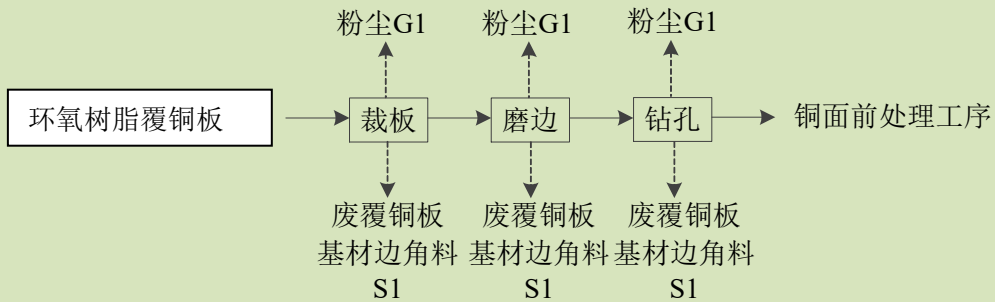 粉尘G1 粉尘G1 粉尘G1
环氧树脂覆铜板 裁板 磨边 钻孔 铜面前处理工序
废覆铜板 废覆铜板 废覆铜板
基材边角料 基材边角料 基材边角料
S1 S1 S1